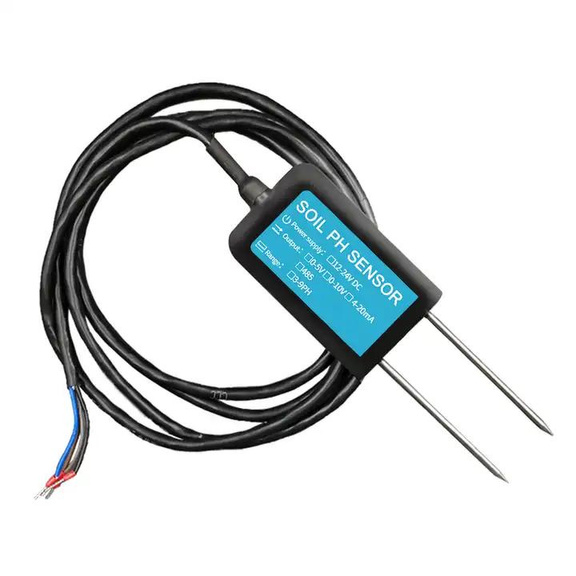 SOIL PH SENSOR
Power supply: □12-24V DC
Output: □0-5V □0-10V □4-20mA
□485
Range: □3-9PH